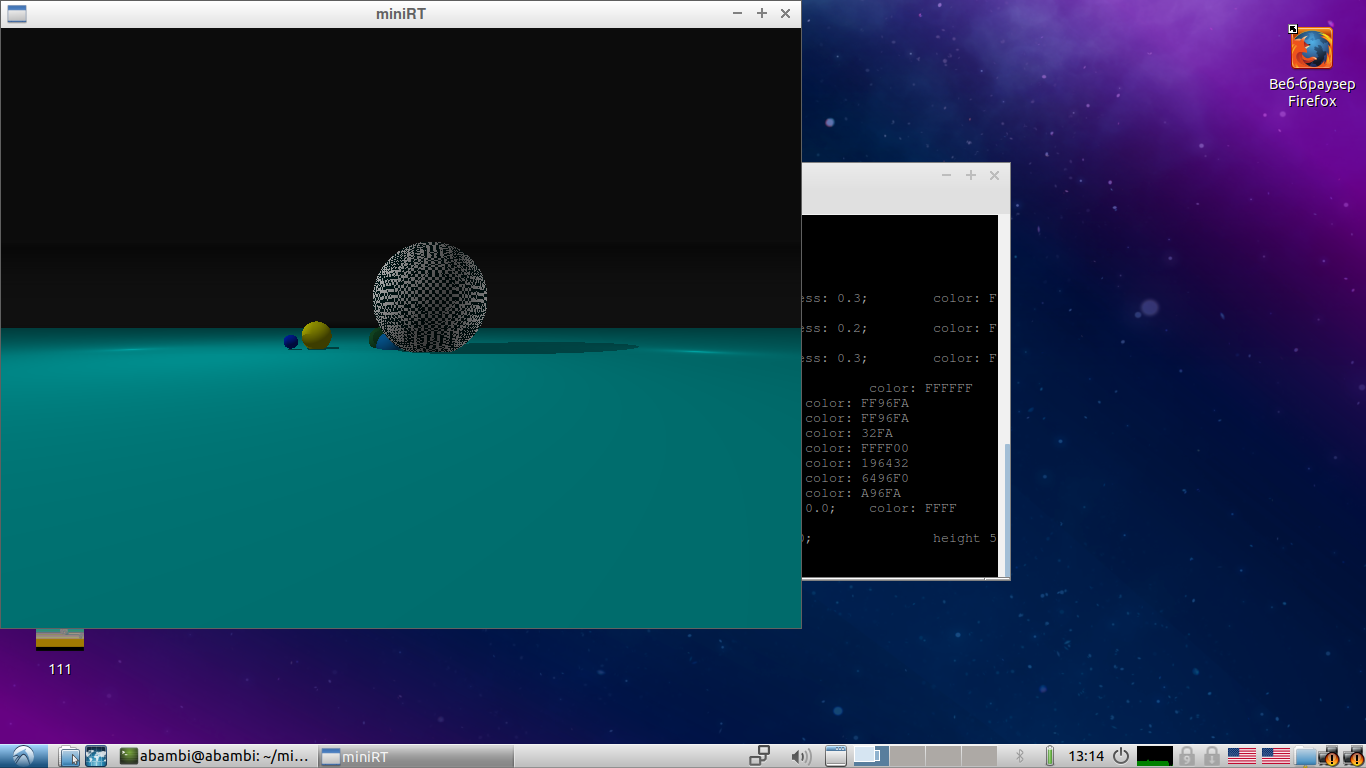 miniRT
Веб-браузер
Firefox
ess: 0.3; color: F
ess: 0.2; color: F
ess: 0.3; color: F
color: FFFFFF
color: FF96FA
color: FF96FA
color: 32FA
color: FFFF00
color: 196432
color: 6496F0
color: A96FA
0.0; color: FFFF
); height 5
111
abambi@abambi: ~/mi...
miniRT
13:14